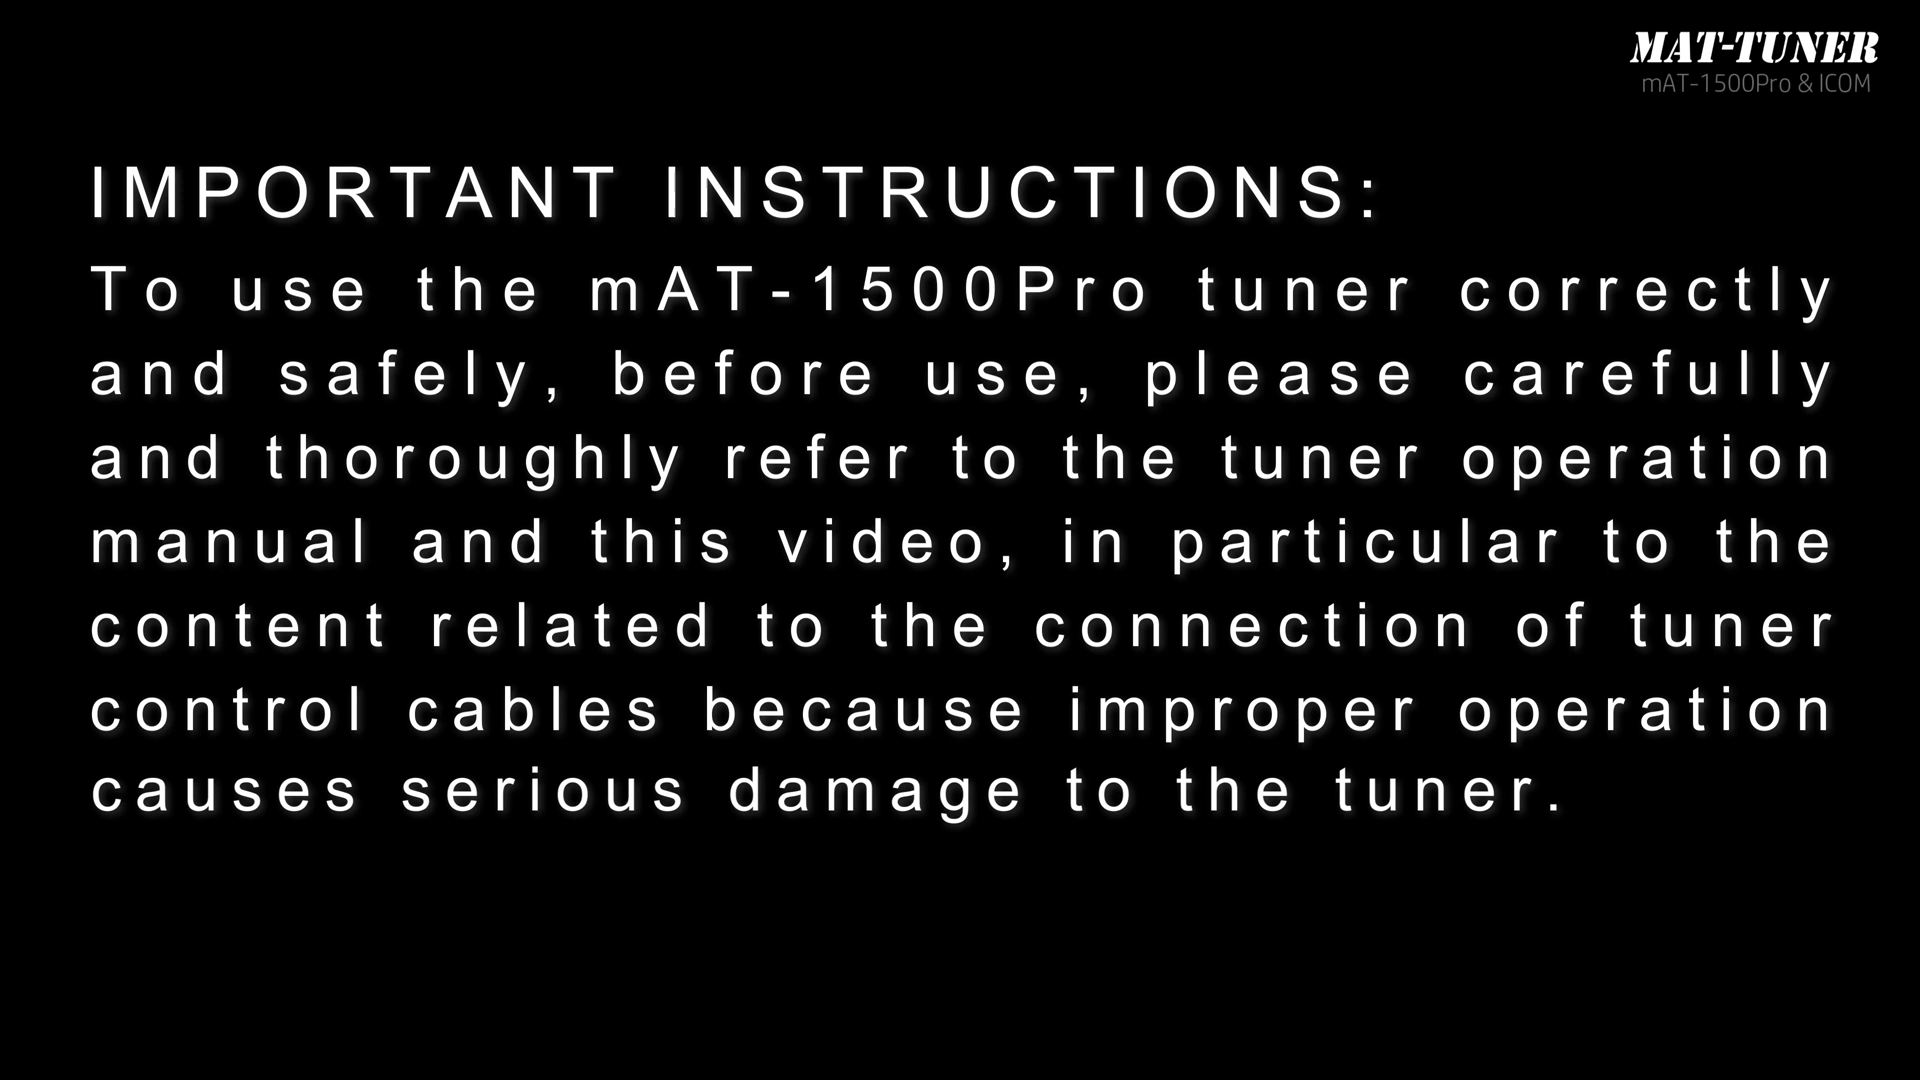 MAT-TUNER
mAT-1500Pro & ICOM
IMPORTANT INSTRUCTIONS:
To use the mAT-1500Pro tuner correctly
and safely, before use, please carefully
and thoroughly refer to the tuner operation
manual and this video, in particular to the
content related to the connection of tuner
control cables because improper operation
causes serious damage to the tuner.